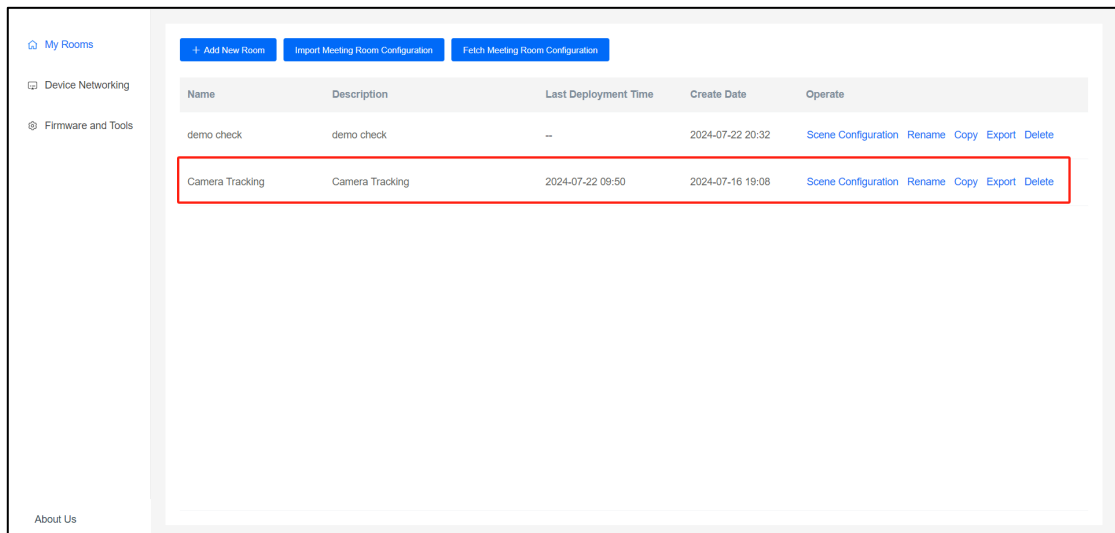 My Rooms
Device Networking
Firmware and Tools
About Us
+ Add New Room Import Meeting Room Configuration Fetch Meeting Room Configuration
Name Description Last Deployment Time Create Date Operate
demo check demo check -- 2024-07-22 20:32 Scene Configuration Rename Copy Export Delete
Camera Tracking Camera Tracking 2024-07-22 09:50 2024-07-16 19:08 Scene Configuration Rename Copy Export Delete